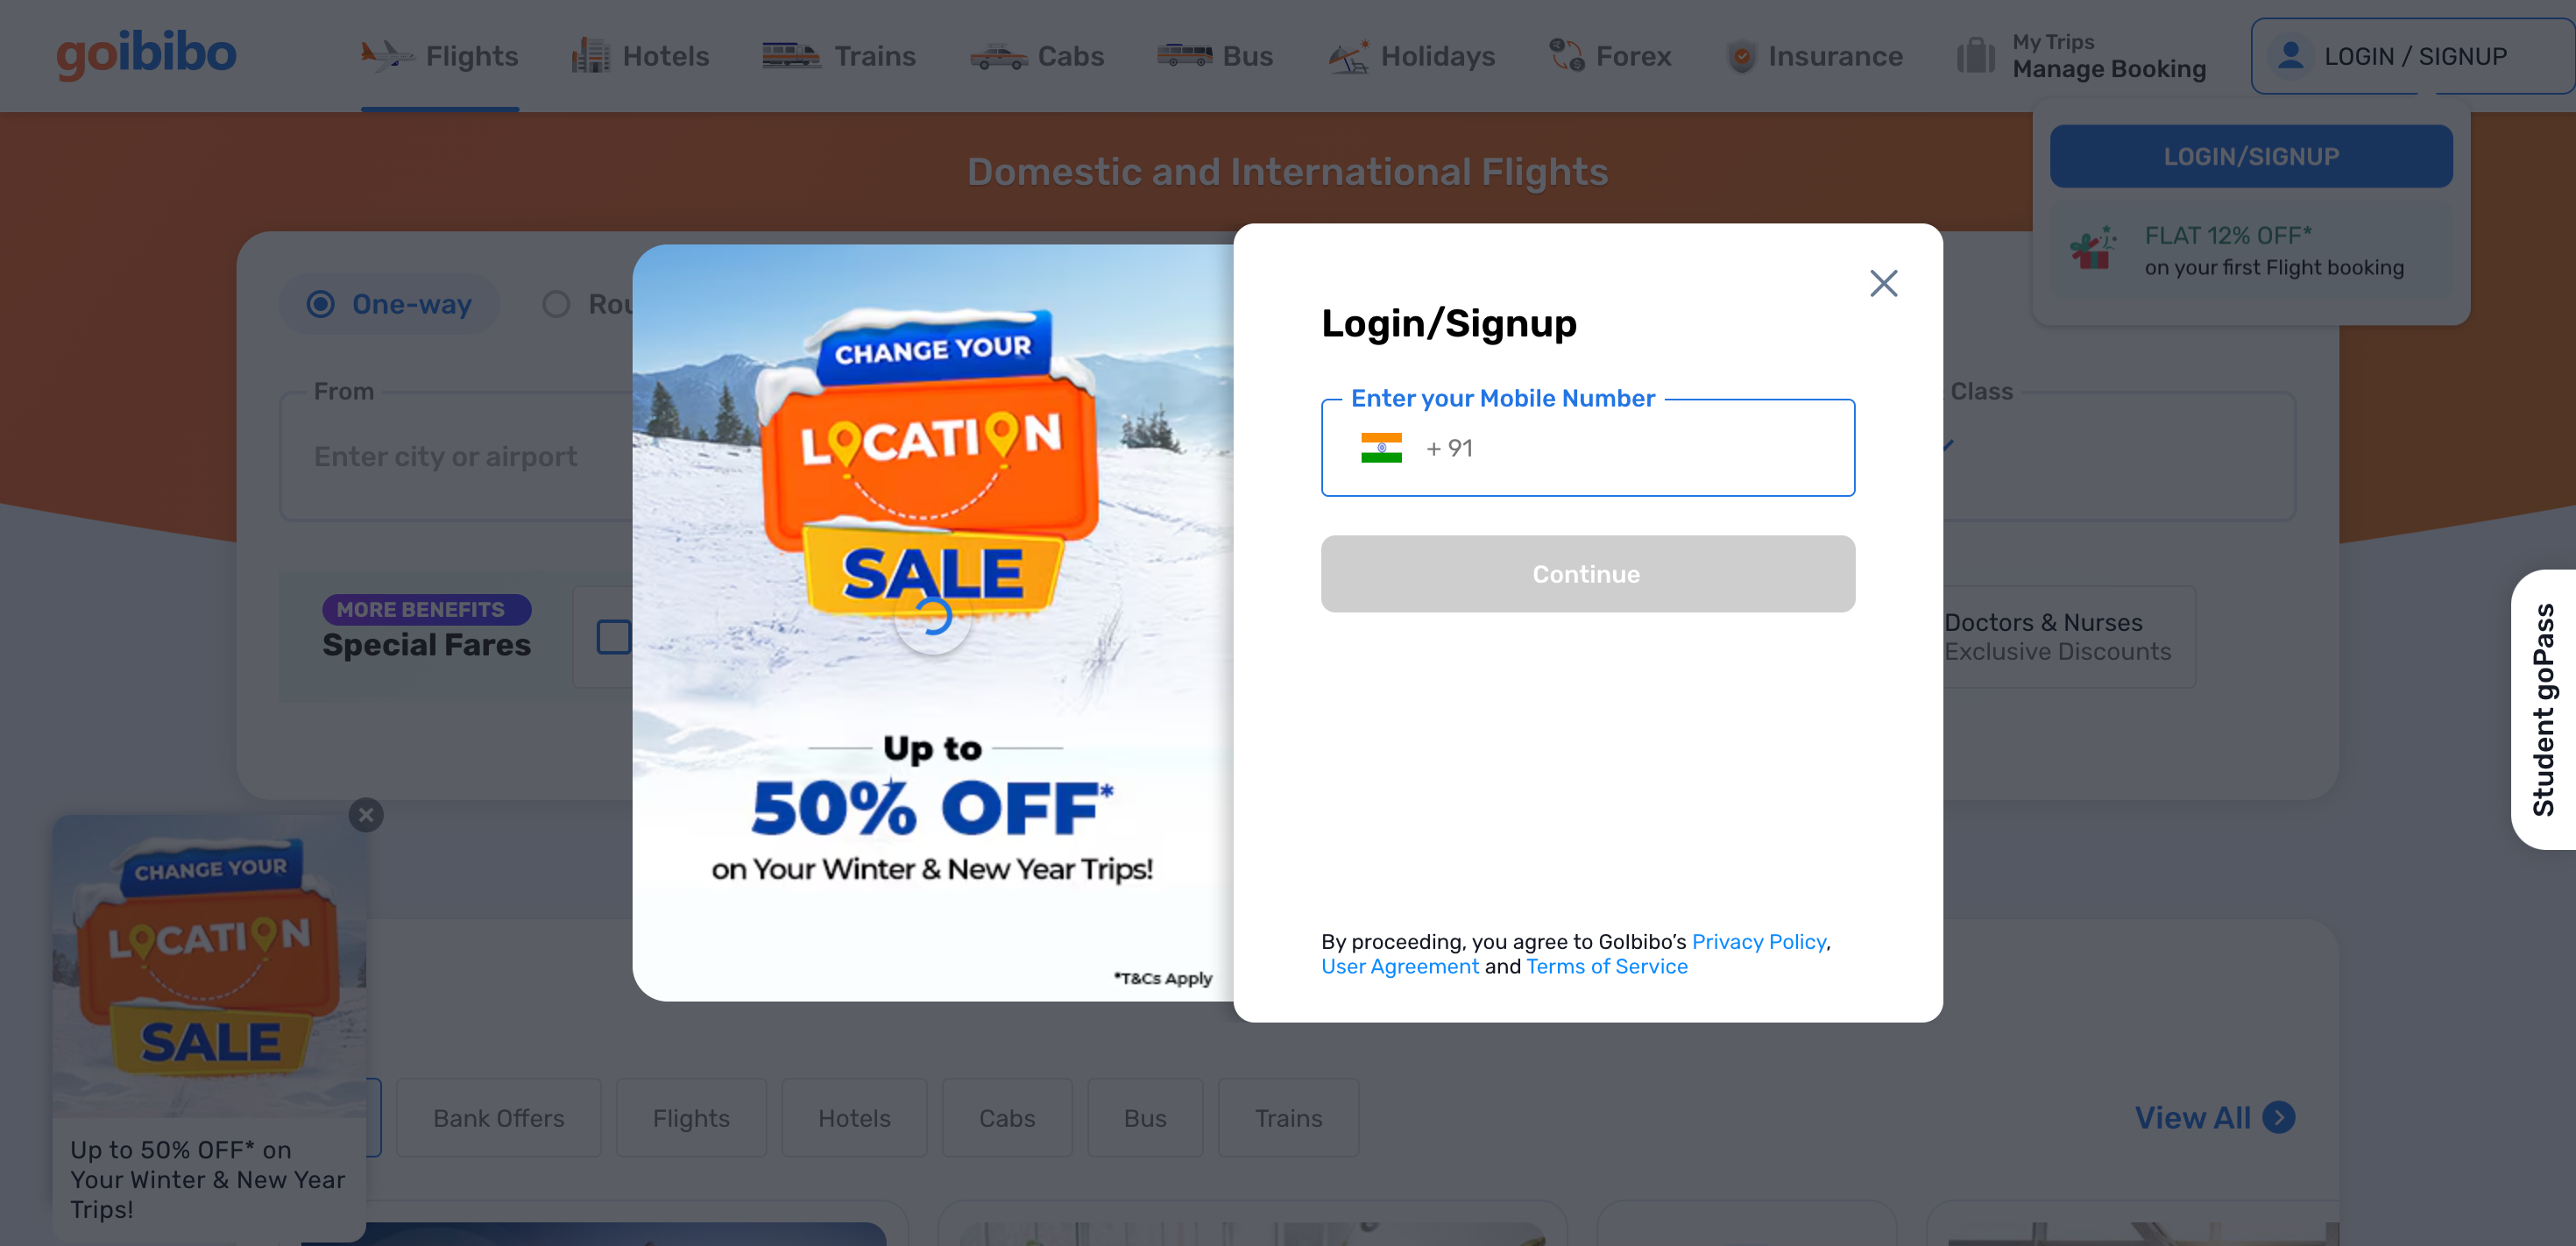 goibibo
Flights
Hotels
Trains
Cabs
Bus
Holidays
Forex
Insurance
My Trips
Manage Booking
LOGIN / SIGNUP
LOGIN/SIGNUP
FLAT 12% OFF*
on your first Flight booking
Domestic and International Flights
One-way
From
Enter city or airport
Class
MORE BENEFITS
Special Fares
Doctors & Nurses
Exclusive Discounts
CHANGE YOUR
LOCATION
SALE
Up to
50% OFF*
on Your Winter & New Year Trips!
*T&Cs Apply
Login/Signup
Enter your Mobile Number
+ 91
Continue
By proceeding, you agree to GoIbibo’s Privacy Policy,
User Agreement and Terms of Service
Student goPass
CHANGE YOUR
LOCATION
SALE
Up to 50% OFF* on
Your Winter & New Year
Trips!
Bank Offers
Flights
Hotels
Cabs
Bus
Trains
View All